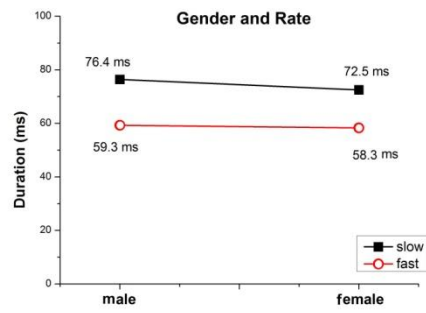 Gender and Rate
Duration (ms)
100
80
60
40
20
0
76.4 ms
72.5 ms
59.3 ms
58.3 ms
male
female
slow
fast